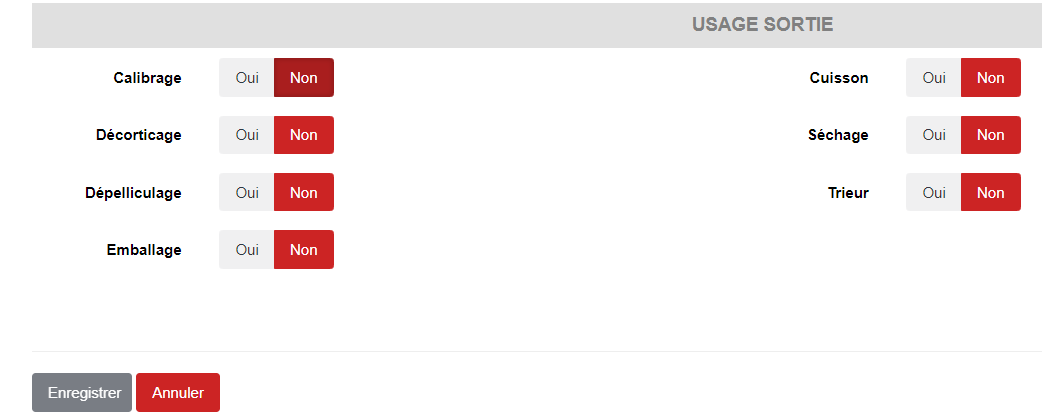 USAGE SORTIE
Calibrage Oui Non Cuisson Oui Non
Décorticage Oui Non Séchage Oui Non
Dépelliculage Oui Non Trieur Oui Non
Emballage Oui Non
Enregistrer Annuler